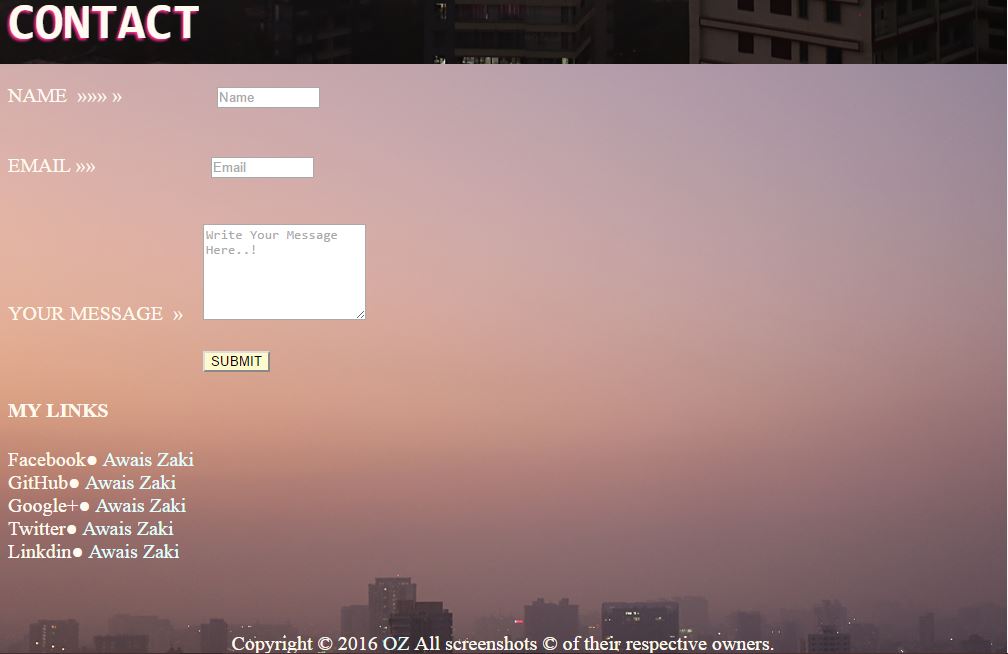 CONTACT
NAME »»» » Name
EMAIL »» Email
Write Your Message
Here..!
YOUR MESSAGE »
SUBMIT
MY LINKS
Facebook● Awais Zaki
GitHub● Awais Zaki
Google+● Awais Zaki
Twitter● Awais Zaki
Linkdin● Awais Zaki
Copyright © 2016 OZ All screenshots © of their respective owners.